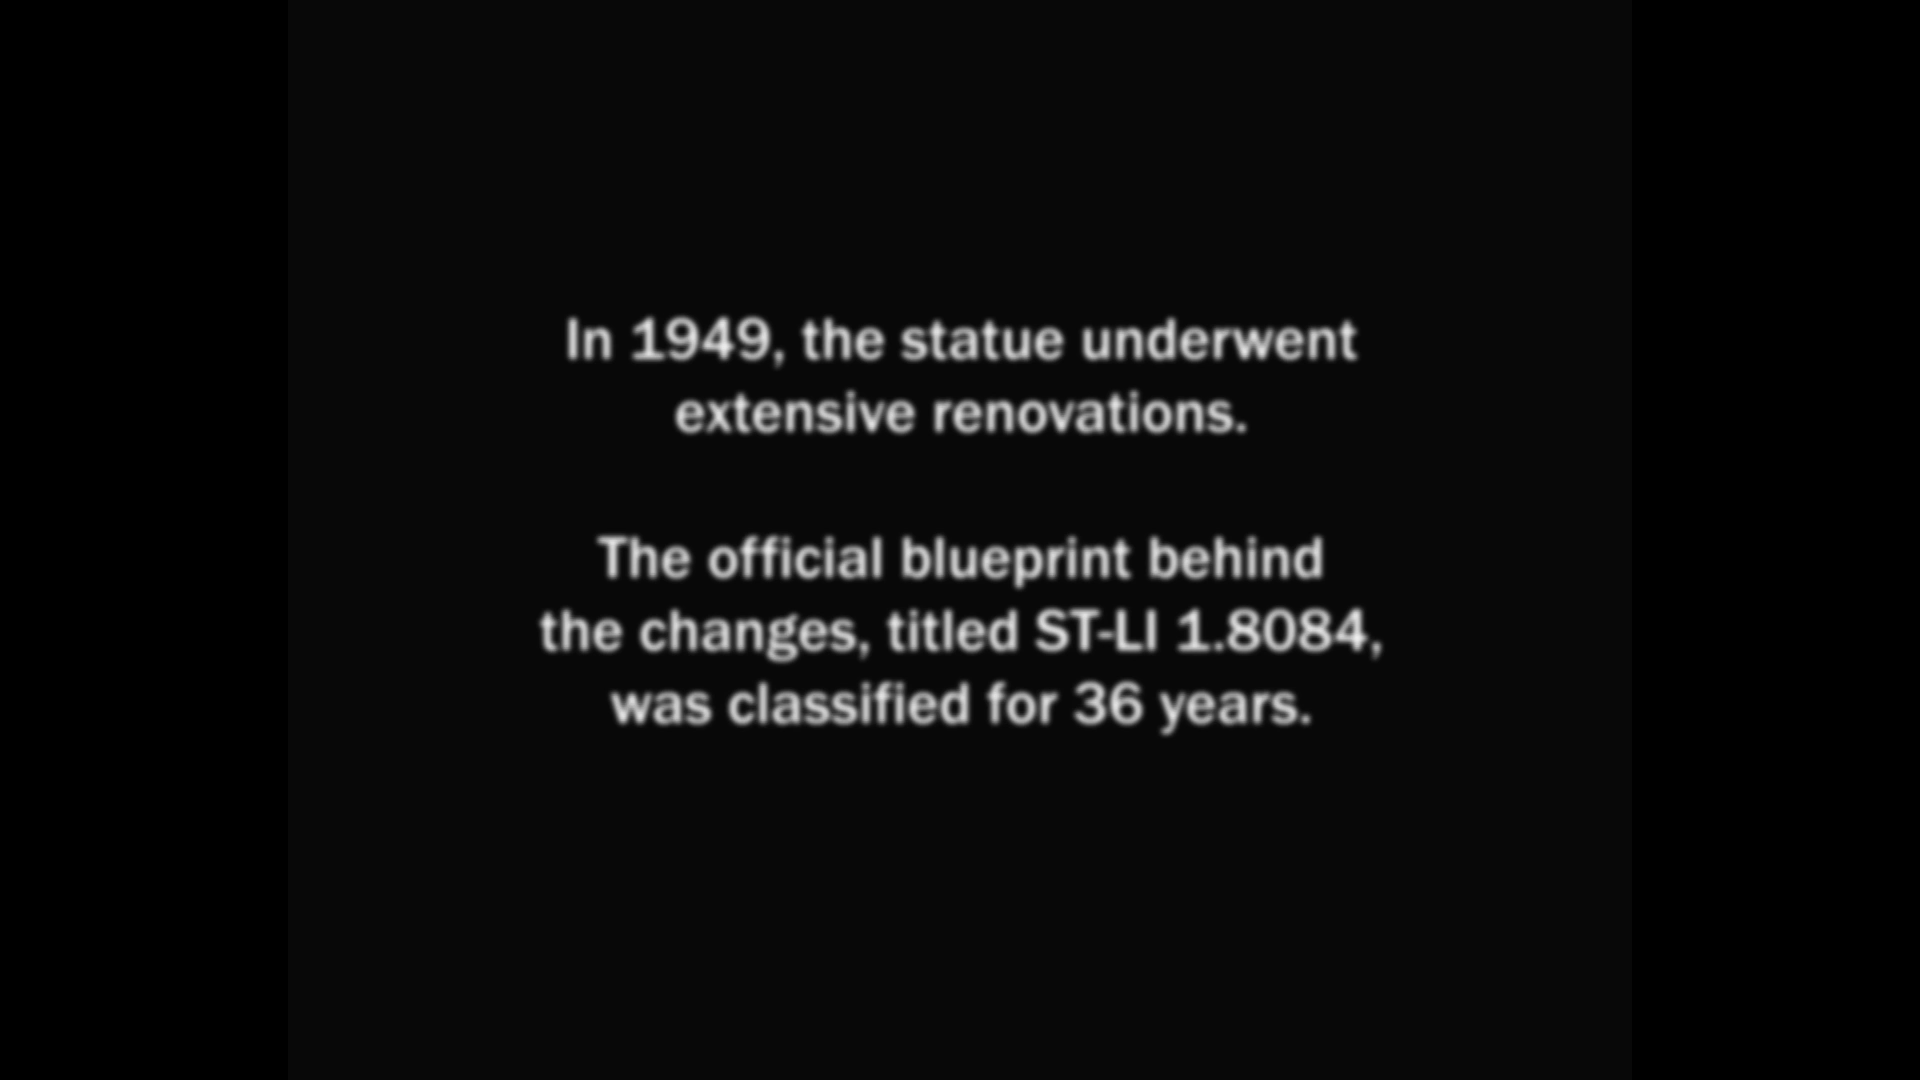 In 1949, the statue underwent
extensive renovations.
The official blueprint behind
the changes, titled ST-LI 1.8084,
was classified for 36 years.